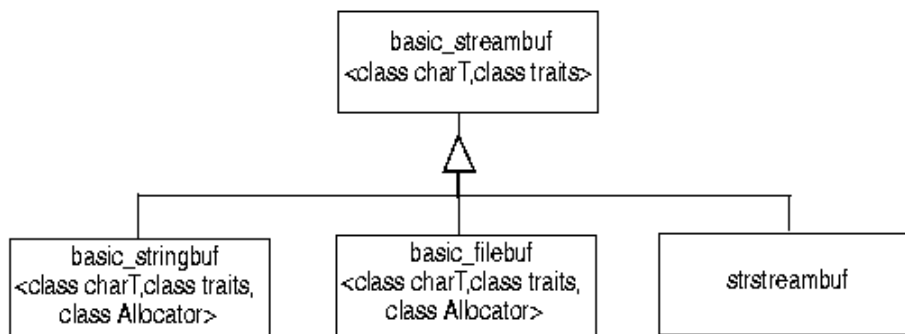 basic_streambuf
<class charT,class traits>
basic_stringbuf
<class charT,class traits,
class Allocator>
basic_filebuf
<class charT,class traits,
class Allocator>
strstreambuf